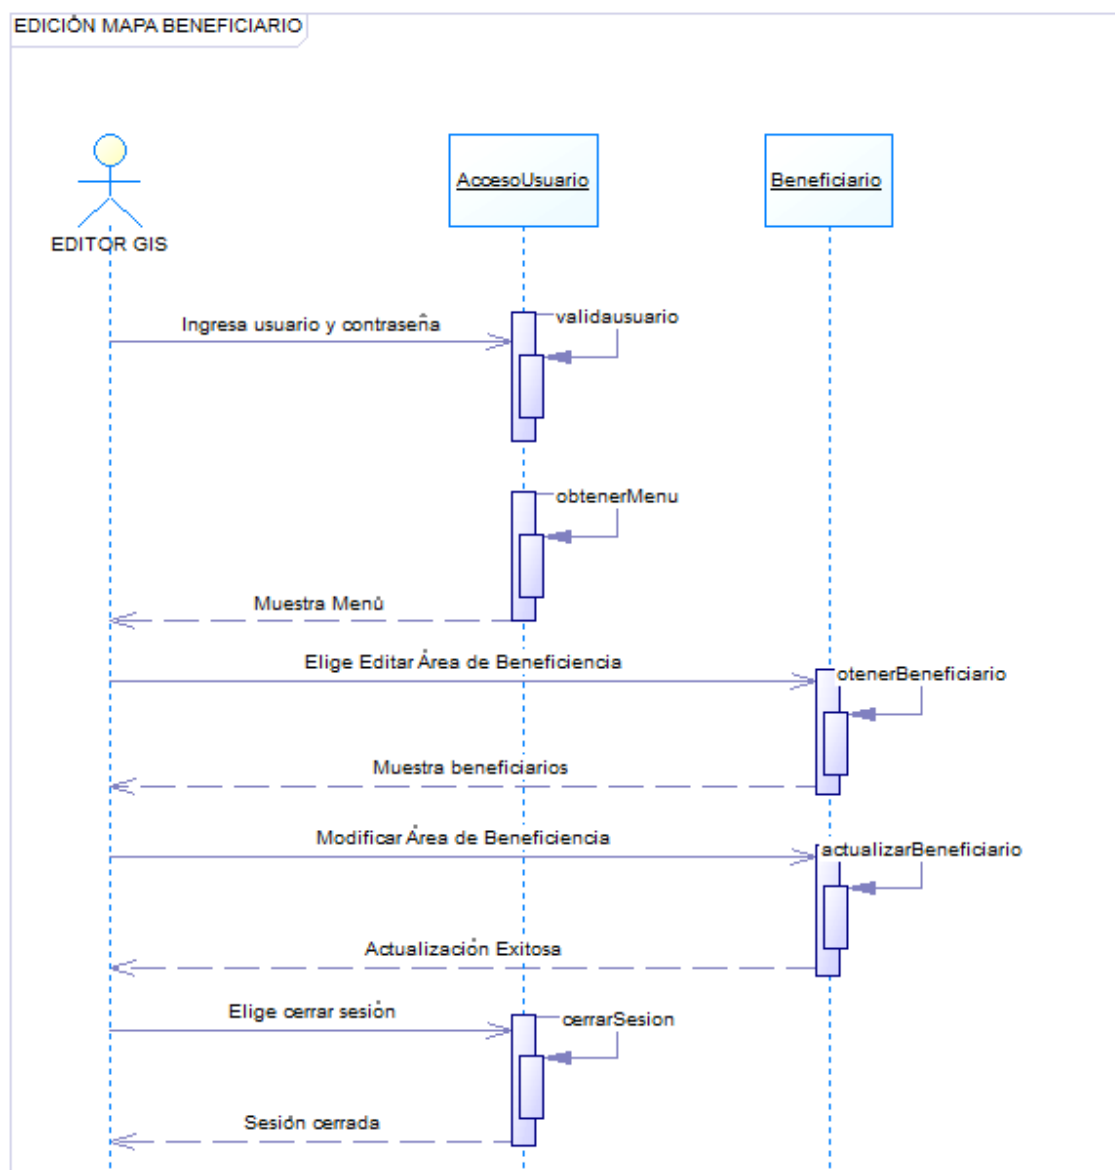 EDICIÓN MAPA BENEFICIARIO
AccesoUsuario
Beneficiario
EDITOR GIS
Ingresa usuario y contraseña
validausuario
obtenerMenu
Muestra Menú
Elige Editar Área de Beneficiencia
otenerBeneficiario
Muestra beneficiarios
Modificar Área de Beneficiencia
actualizarBeneficiario
Actualización Exitosa
Elige cerrar sesión
cerrarSesion
Sesión cerrada